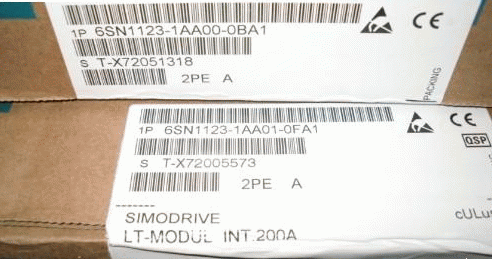 1P 6SN1123-1AA00-0BA1
S T-X72051318
2PE A
PACKING
CE
1P 6SN1123-1AA01-0FA1
S T-X72005573
2PE A
CE
QSP
SIMODRIVE
LT-MODUL INT.200A